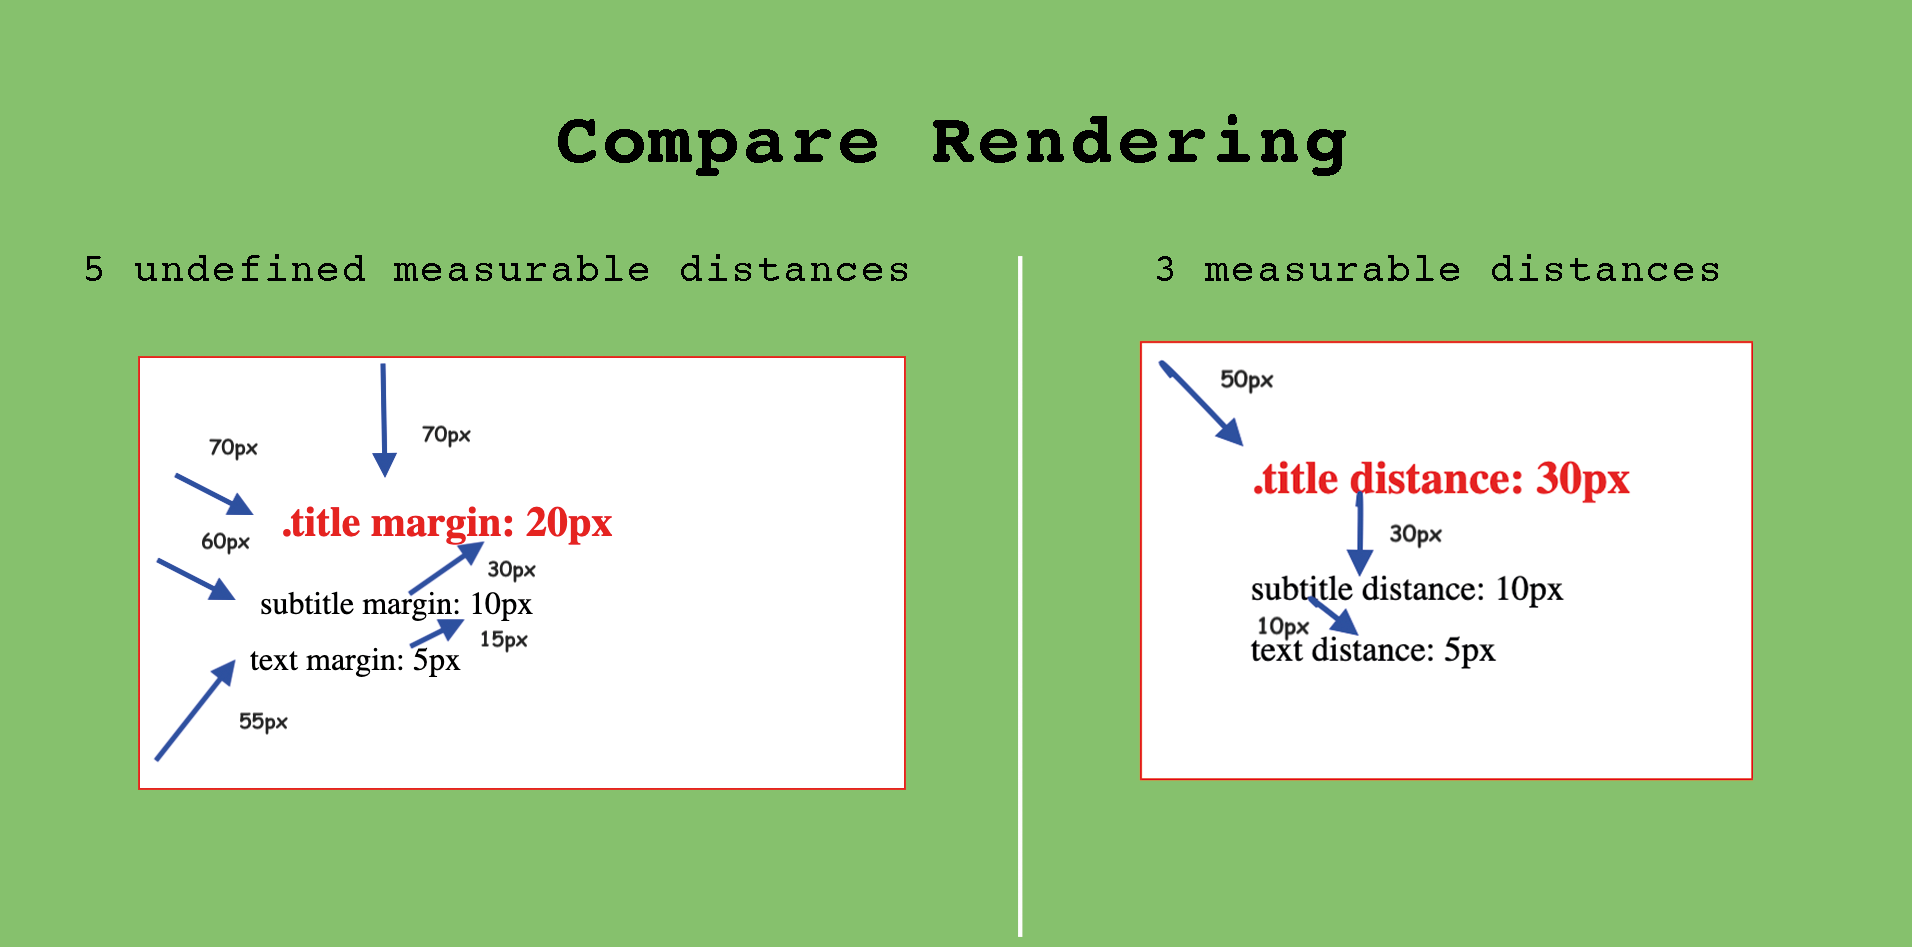 Compare Rendering
5 undefined measurable distances
70px
70px
.title margin: 20px
60px
30px
subtitle margin: 10px
15px
text margin: 5px
55px
3 measurable distances
50px
.title distance: 30px
30px
subtitle distance: 10px
10px
text distance: 5px